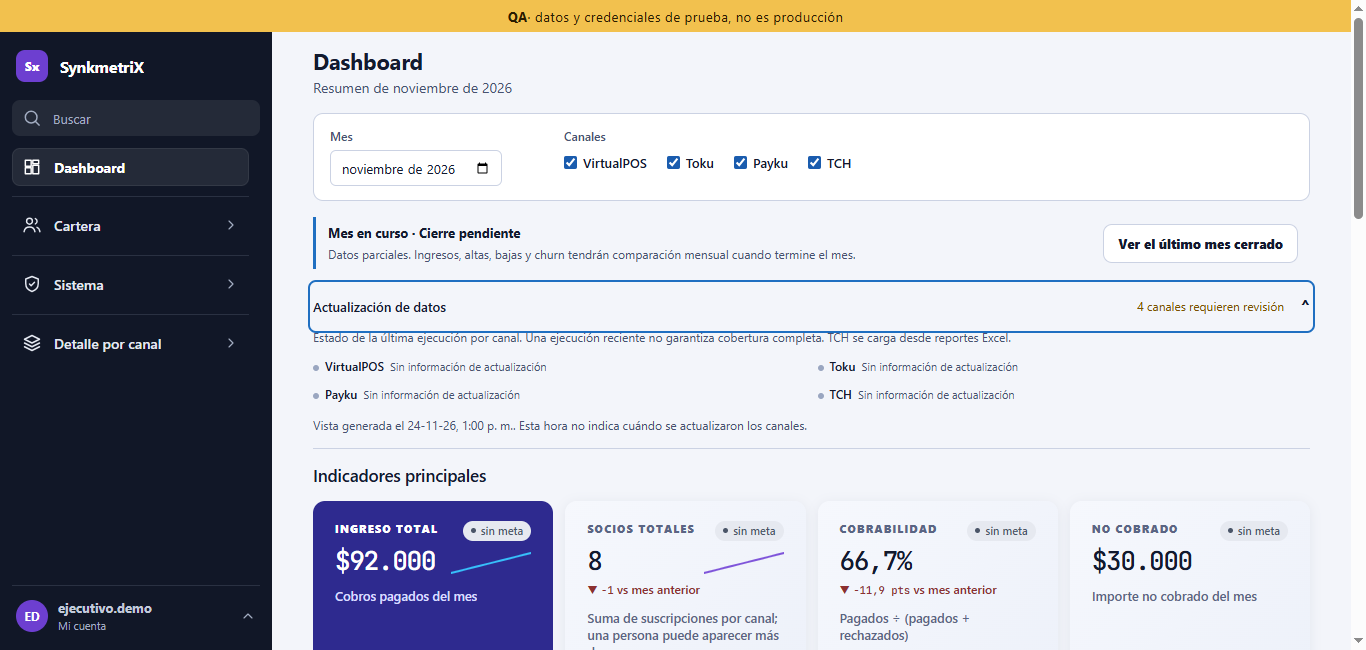 QA· datos y credenciales de prueba, no es producción
Sx SynkmetriX
Buscar
Dashboard
Cartera
Sistema
Detalle por canal
ED ejecutivo.demo
Mi cuenta
Dashboard
Resumen de noviembre de 2026
Mes
noviembre de 2026
Canales
VirtualPOS Toku Payku TCH
Mes en curso · Cierre pendiente
Datos parciales. Ingresos, altas, bajas y churn tendrán comparación mensual cuando termine el mes.
Ver el último mes cerrado
Actualización de datos 4 canales requieren revisión
Estado de la última ejecución por canal. Una ejecución reciente no garantiza cobertura completa. TCH se carga desde reportes Excel.
VirtualPOS Sin información de actualización
Toku Sin información de actualización
Payku Sin información de actualización
TCH Sin información de actualización
Vista generada el 24-11-26, 1:00 p. m.. Esta hora no indica cuándo se actualizaron los canales.
Indicadores principales
INGRESO TOTAL sin meta
$92.000
Cobros pagados del mes
SOCIOS TOTALES sin meta
8
▼ -1 vs mes anterior
Suma de suscripciones por canal;
una persona puede aparecer más
COBRABILIDAD sin meta
66,7%
▼ -11,9 pts vs mes anterior
Pagados ÷ (pagados +
rechazados)
NO COBRADO sin meta
$30.000
Importe no cobrado del mes